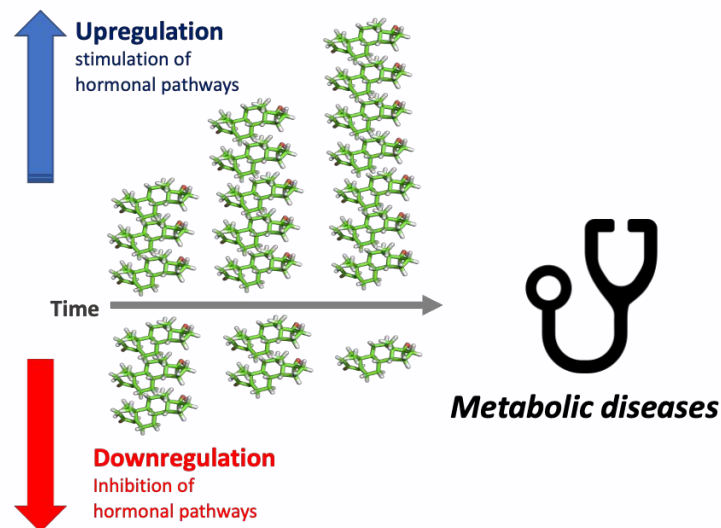 Upregulation
stimulation of
hormonal pathways
Time
Metabolic diseases
Downregulation
Inhibition of
hormonal pathways